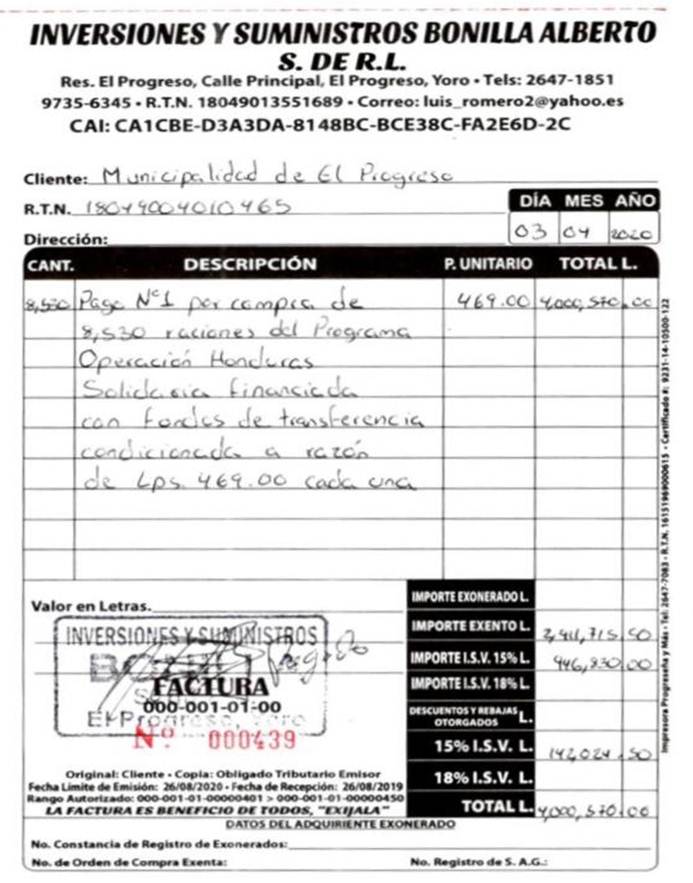 INVERSIONES Y SUMINISTROS BONILLA ALBERTO
S. DE R.L.
Res. El Progreso, Calle Principal, El Progreso, Yoro • Tels: 2647-1851
9735-6345 • R.T.N. 18049013551689 • Correo: luis_romero2@yahoo.es
CAI: CA1CBE-D3A3DA-8148BC-BCE38C-FA2E6D-2C
Cliente: Municipalidad de El Progreso
R.T.N. 18049004010465
DÍA MES AÑO
03 04 2020
Dirección:
CANT. DESCRIPCIÓN P. UNITARIO TOTAL L.
8,530 Pago N°1 por compra de 469.00 4,000,570.00
8,530 raciones del Programa
Operación Honduras
Solidaria financiada
con fondos de transferencia
condicionada a razón
de Lps. 469.00 cada una
Valor en Letras.
IMPORTE EXONERADO L.
IMPORTE EXENTO L. 2,911,715.50
IMPORTE I.S.V. 15% L. 946,830.00
IMPORTE I.S.V. 18% L.
DESCUENTOS Y REBAJAS OTORGADOS L.
15% I.S.V. L. 142,024.50
18% I.S.V. L.
TOTAL L. 4,000,570.00
INVERSIONES Y SUMINISTROS
FACTURA
000-001-01-00
El Progreso, Yoro
N° 000439
Original: Cliente • Copia: Obligado Tributario Emisor
Fecha Límite de Emisión: 26/08/2020 • Fecha de Recepción: 26/08/2019
Rango Autorizado: 000-001-01-00000401 > 000-001-01-00000450
LA FACTURA ES BENEFICIO DE TODOS, "EXIJALA"
DATOS DEL ADQUIRIENTE EXONERADO
No. Constancia de Registro de Exonerados:
No. de Orden de Compra Exenta: No. Registro de S. A.G.:
Impresora Progreseña y Más • Tel: 2647-7083 • R.T.N. 16151969000615 • Certificado #: 9231-14-10500-122